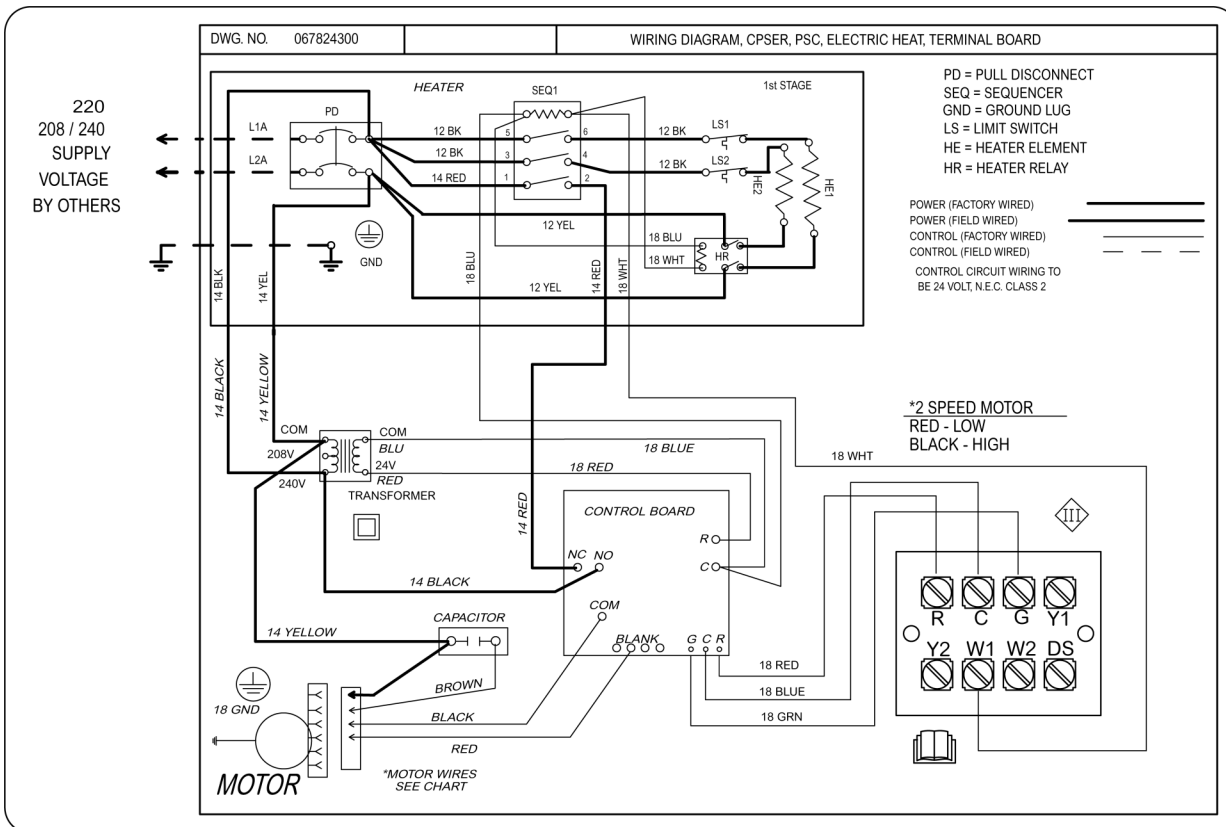 DWG. NO. 067824300
WIRING DIAGRAM, CPSER, PSC, ELECTRIC HEAT, TERMINAL BOARD
220
208 / 240
SUPPLY
VOLTAGE
BY OTHERS
HEATER
1st STAGE
PD
SEQ1
L1A
L2A
5
6
3
4
1
2
12 BK
12 BK
12 BK
12 BK
14 RED
LS1
LS2
HE2
HE1
12 YEL
12 YEL
18 BLU
18 WHT
HR
GND
14 BLK
14 YEL
18 BLU
14 RED
18 WHT
PD = PULL DISCONNECT
SEQ = SEQUENCER
GND = GROUND LUG
LS = LIMIT SWITCH
HE = HEATER ELEMENT
HR = HEATER RELAY
POWER (FACTORY WIRED)
POWER (FIELD WIRED)
CONTROL (FACTORY WIRED)
CONTROL (FIELD WIRED)
CONTROL CIRCUIT WIRING TO
BE 24 VOLT, N.E.C. CLASS 2
14 BLACK
14 YELLOW
*2 SPEED MOTOR
RED - LOW
BLACK - HIGH
COM
208V
240V
COM
BLU
24V
RED
TRANSFORMER
18 BLUE
18 RED
18 WHT
14 RED
CONTROL BOARD
R
C
NC NO
COM
BLANK
G C R
14 BLACK
14 YELLOW
CAPACITOR
BROWN
BLACK
RED
18 GND
MOTOR
*MOTOR WIRES
SEE CHART
18 RED
18 BLUE
18 GRN
III
R C G Y1
Y2 W1 W2 DS